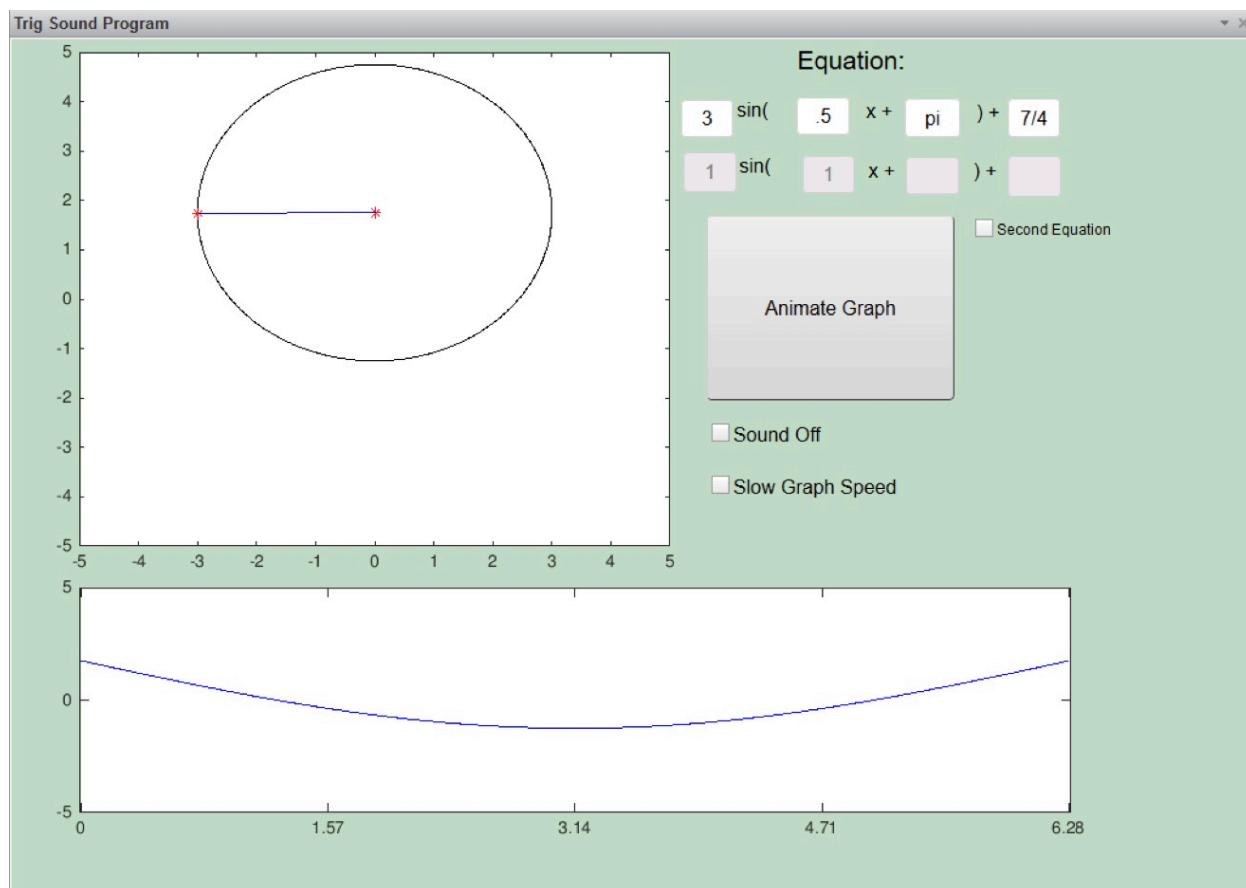 Trig Sound Program
Equation:
3 sin( .5 x + pi ) + 7/4
1 sin( 1 x + ) +
Second Equation
Animate Graph
Sound Off
Slow Graph Speed
5
4
3
2
1
0
-1
-2
-3
-4
-5
-5 -4 -3 -2 -1 0 1 2 3 4 5
5
0
-5
0 1.57 3.14 4.71 6.28